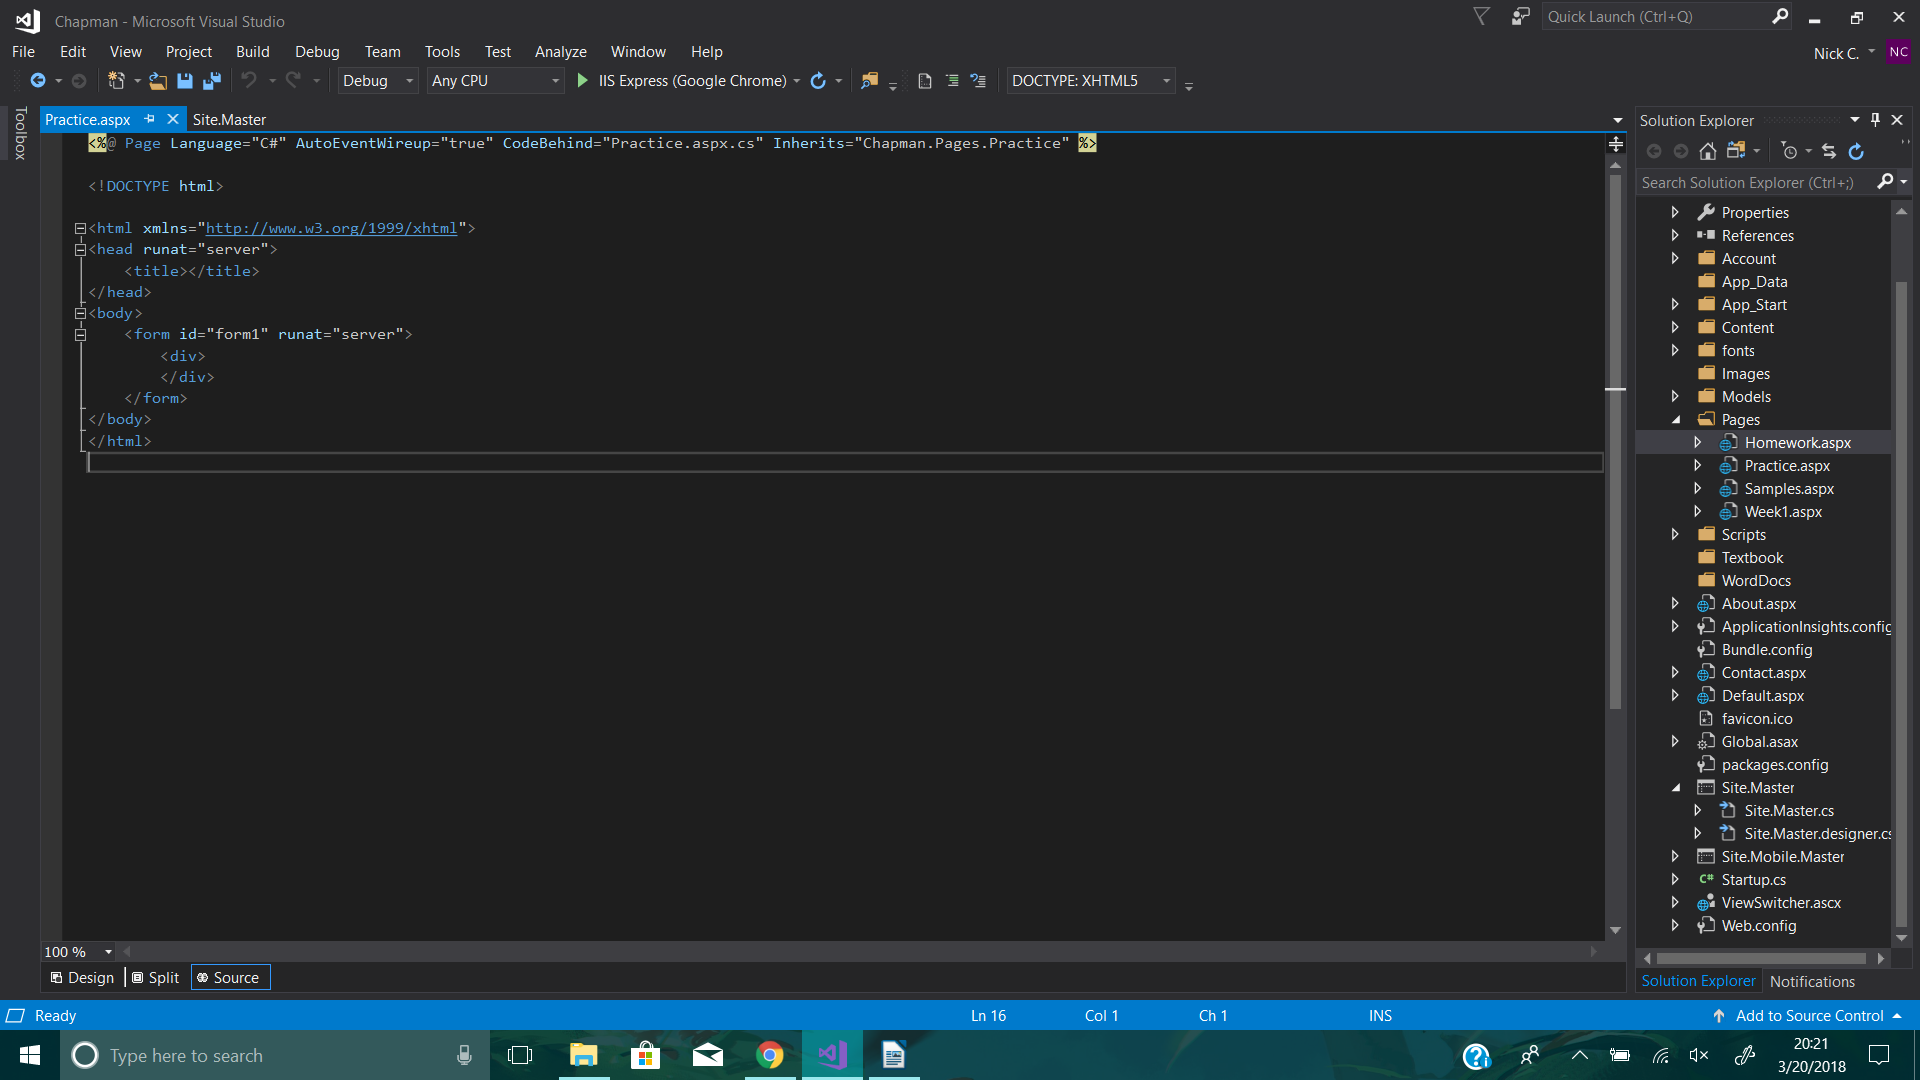 Chapman - Microsoft Visual Studio
Quick Launch (Ctrl+Q)
File Edit View Project Build Debug Team Tools Test Analyze Window Help
Nick C. NC
Debug Any CPU IIS Express (Google Chrome) DOCTYPE: XHTML5
Toolbox
Practice.aspx Site.Master
<%@ Page Language="C#" AutoEventWireup="true" CodeBehind="Practice.aspx.cs" Inherits="Chapman.Pages.Practice" %>
<!DOCTYPE html>
<html xmlns="http://www.w3.org/1999/xhtml">
<head runat="server">
<title></title>
</head>
<body>
<form id="form1" runat="server">
<div>
</div>
</form>
</body>
</html>
100 %
Design Split Source
Solution Explorer
Search Solution Explorer (Ctrl+;)
Properties
References
Account
App_Data
App_Start
Content
fonts
Images
Models
Pages
Homework.aspx
Practice.aspx
Samples.aspx
Week1.aspx
Scripts
Textbook
WordDocs
About.aspx
ApplicationInsights.config
Bundle.config
Contact.aspx
Default.aspx
favicon.ico
Global.asax
packages.config
Site.Master
Site.Master.cs
Site.Master.designer.cs
Site.Mobile.Master
C# Startup.cs
ViewSwitcher.ascx
Web.config
Solution Explorer Notifications
Ready Ln 16 Col 1 Ch 1 INS Add to Source Control
Type here to search
20:21
3/20/2018